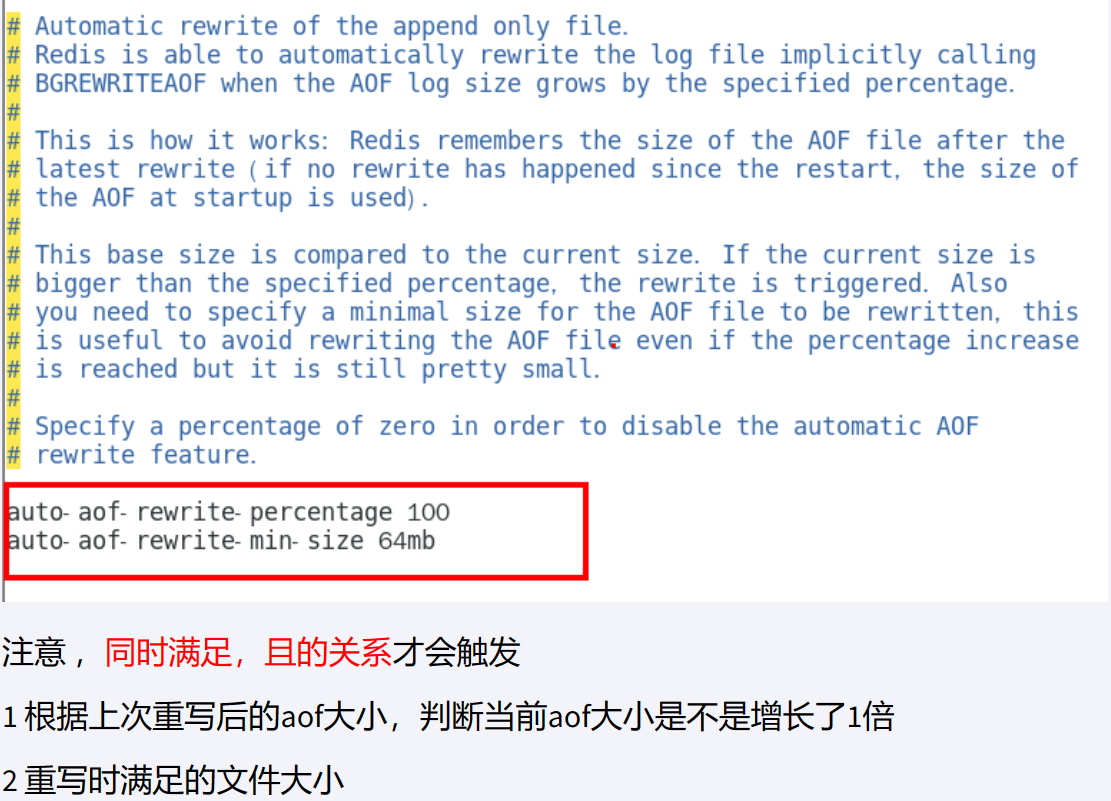 # Automatic rewrite of the append only file.
# Redis is able to automatically rewrite the log file implicitly calling
# BGREWRITEAOF when the AOF log size grows by the specified percentage.
#
# This is how it works: Redis remembers the size of the AOF file after the
# latest rewrite (if no rewrite has happened since the restart, the size of
# the AOF at startup is used).
#
# This base size is compared to the current size. If the current size is
# bigger than the specified percentage, the rewrite is triggered. Also
# you need to specify a minimal size for the AOF file to be rewritten, this
# is useful to avoid rewriting the AOF file even if the percentage increase
# is reached but it is still pretty small.
#
# Specify a percentage of zero in order to disable the automatic AOF
# rewrite feature.
auto-aof-rewrite-percentage 100
auto-aof-rewrite-min-size 64mb
注意，同时满足，且的关系才会触发
1 根据上次重写后的aof大小，判断当前aof大小是不是增长了1倍
2 重写时满足的文件大小